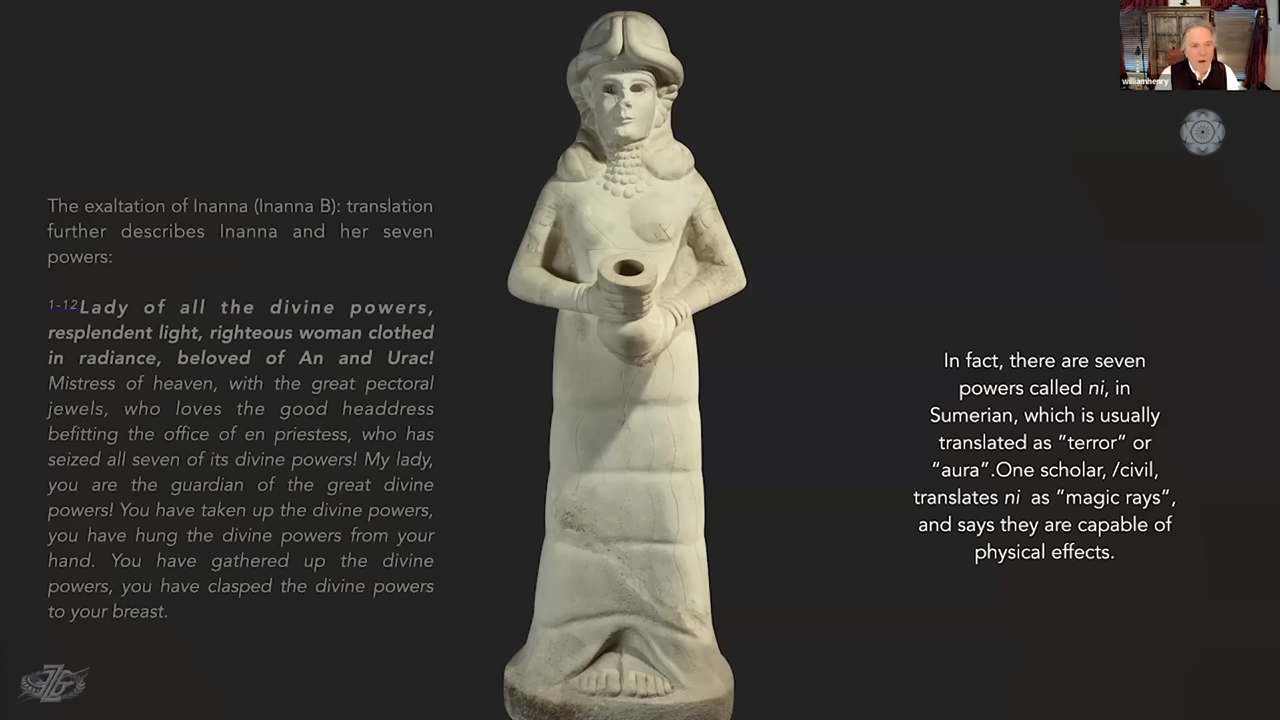 williamhenry
The exaltation of Inanna (Inanna B): translation
further describes Inanna and her seven
powers:
1-12Lady of all the divine powers,
resplendent light, righteous woman clothed
in radiance, beloved of An and Urac!
Mistress of heaven, with the great pectoral
jewels, who loves the good headdress
befitting the office of en priestess, who has
seized all seven of its divine powers! My lady,
you are the guardian of the great divine
powers! You have taken up the divine powers,
you have hung the divine powers from your
hand. You have gathered up the divine
powers, you have clasped the divine powers
to your breast.
In fact, there are seven
powers called ni, in
Sumerian, which is usually
translated as “terror” or
“aura”.One scholar, /civil,
translates ni as “magic rays”,
and says they are capable of
physical effects.